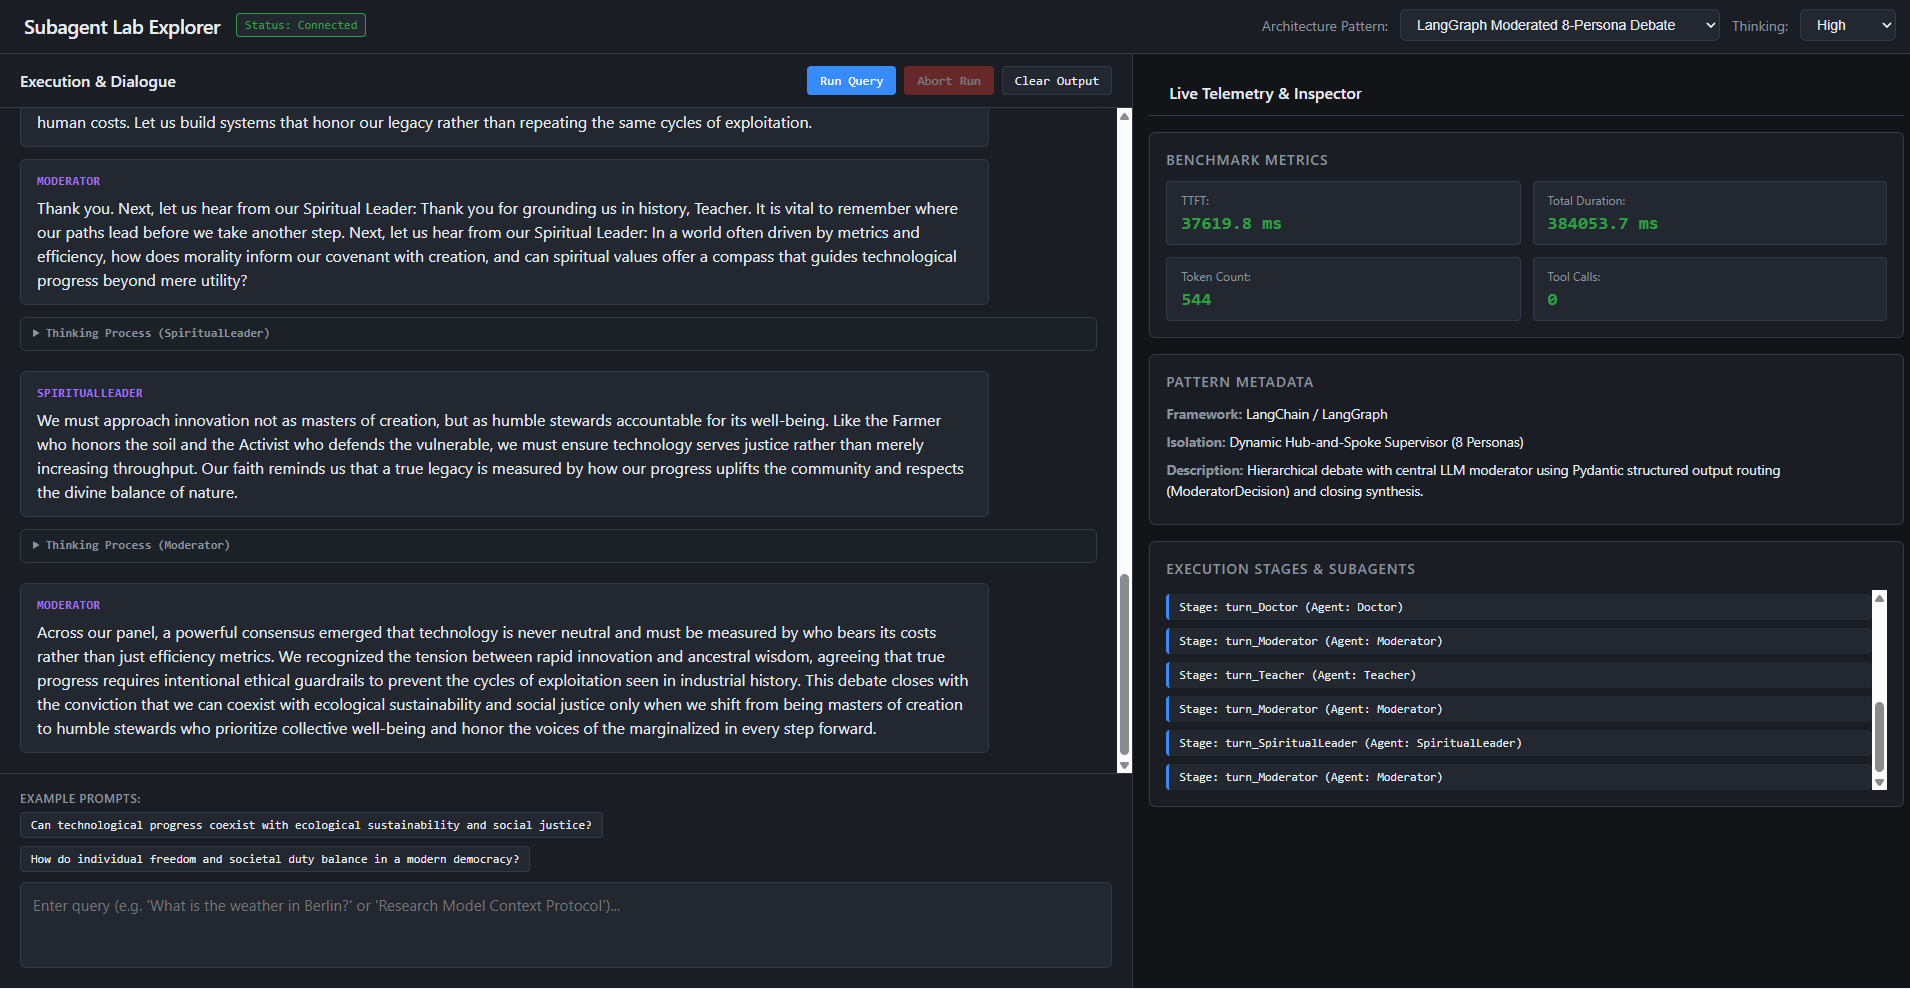 Subagent Lab Explorer
Status: Connected
Architecture Pattern:
LangGraph Moderated 8-Persona Debate
Thinking:
High
Execution & Dialogue
Run Query
Abort Run
Clear Output
human costs. Let us build systems that honor our legacy rather than repeating the same cycles of exploitation.
MODERATOR
Thank you. Next, let us hear from our Spiritual Leader: Thank you for grounding us in history, Teacher. It is vital to remember where
our paths lead before we take another step. Next, let us hear from our Spiritual Leader: In a world often driven by metrics and
efficiency, how does morality inform our covenant with creation, and can spiritual values offer a compass that guides technological
progress beyond mere utility?
Thinking Process (SpiritualLeader)
SPIRITUALLEADER
We must approach innovation not as masters of creation, but as humble stewards accountable for its well-being. Like the Farmer
who honors the soil and the Activist who defends the vulnerable, we must ensure technology serves justice rather than merely
increasing throughput. Our faith reminds us that a true legacy is measured by how our progress uplifts the community and respects
the divine balance of nature.
Thinking Process (Moderator)
MODERATOR
Across our panel, a powerful consensus emerged that technology is never neutral and must be measured by who bears its costs
rather than just efficiency metrics. We recognized the tension between rapid innovation and ancestral wisdom, agreeing that true
progress requires intentional ethical guardrails to prevent the cycles of exploitation seen in industrial history. This debate closes with
the conviction that we can coexist with ecological sustainability and social justice only when we shift from being masters of creation
to humble stewards who prioritize collective well-being and honor the voices of the marginalized in every step forward.
EXAMPLE PROMPTS:
Can technological progress coexist with ecological sustainability and social justice?
How do individual freedom and societal duty balance in a modern democracy?
Enter query (e.g. 'What is the weather in Berlin?' or 'Research Model Context Protocol')...
Live Telemetry & Inspector
BENCHMARK METRICS
TTFT:
37619.8 ms
Total Duration:
384053.7 ms
Token Count:
544
Tool Calls:
0
PATTERN METADATA
Framework: LangChain / LangGraph
Isolation: Dynamic Hub-and-Spoke Supervisor (8 Personas)
Description: Hierarchical debate with central LLM moderator using Pydantic structured output routing
(ModeratorDecision) and closing synthesis.
EXECUTION STAGES & SUBAGENTS
Stage: turn_Doctor (Agent: Doctor)
Stage: turn_Moderator (Agent: Moderator)
Stage: turn_Teacher (Agent: Teacher)
Stage: turn_Moderator (Agent: Moderator)
Stage: turn_SpiritualLeader (Agent: SpiritualLeader)
Stage: turn_Moderator (Agent: Moderator)